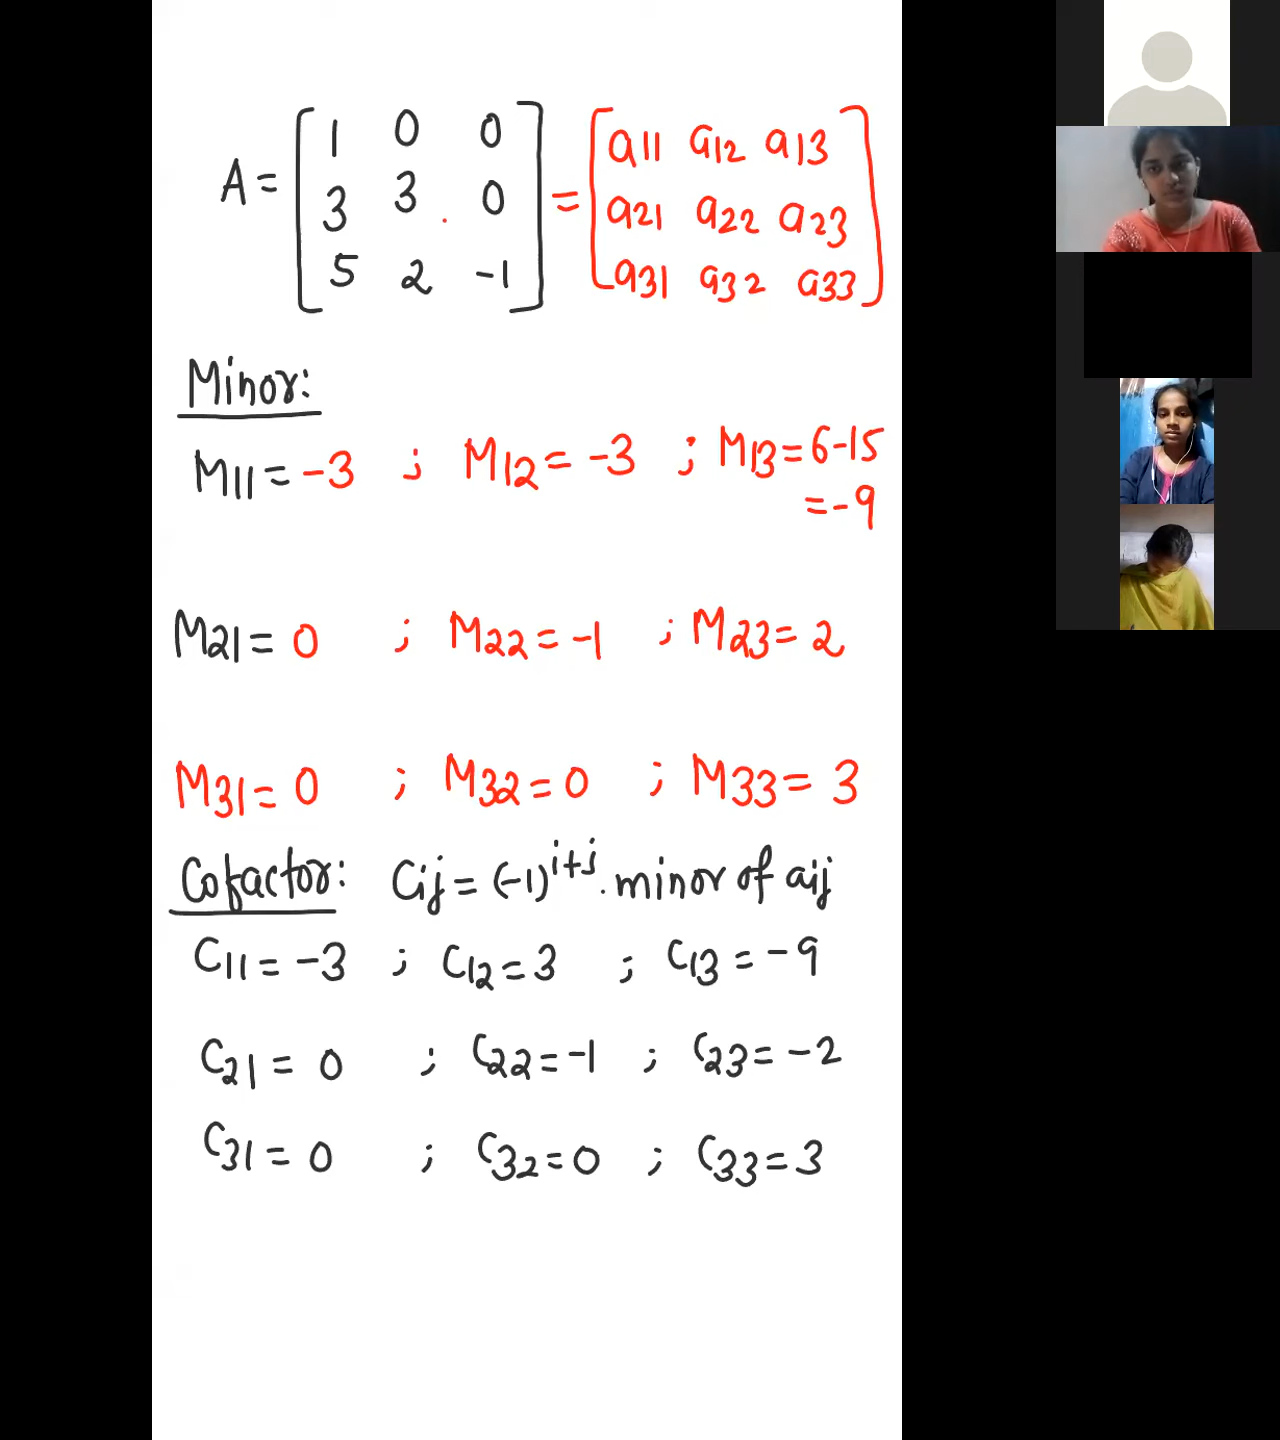 A = [1 0 0 = [a11 a12 a13
3 3 . 0 a21 a22 a23
5 2 -1] a31 a32 a33]
Minor:
M11 = -3 ; M12 = -3 ; M13 = 6-15
= -9
M21 = 0 ; M22 = -1 ; M23 = 2
M31 = 0 ; M32 = 0 ; M33 = 3
Cofactor: Cij = (-1)^i+j . minor of aij
C11 = -3 ; C12 = 3 ; C13 = -9
C21 = 0 ; C22 = -1 ; C23 = -2
C31 = 0 ; C32 = 0 ; C33 = 3